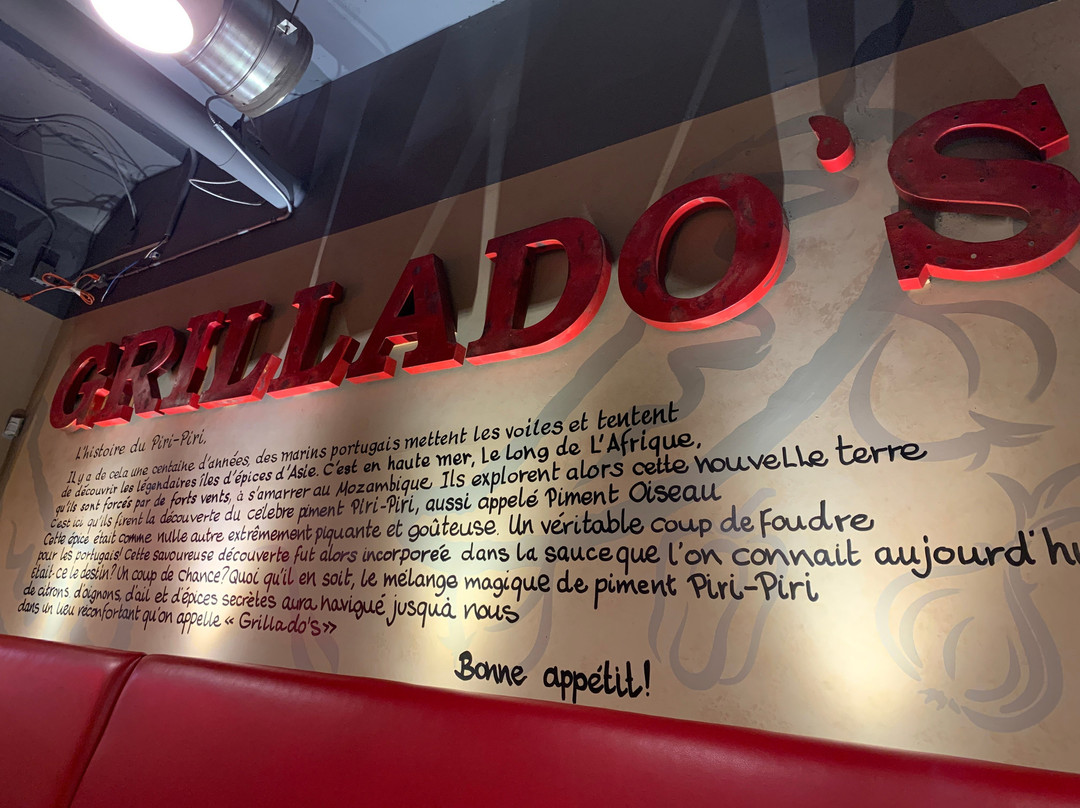 GRILLADO'S
L'histoire du Piri-Piri,
Il y a de cela une centaine d'années, des marins portugais mettent les voiles et tentent
de découvrir les légendaires îles d'épices d'Asie. C'est en haute mer, Le long de L'Afrique,
qu'ils sont forcés par de forts vents, à s'amarrer au Mozambique. Ils explorent alors cette nouvelle terre
C'est ici qu'ils firent la découverte du celebre piment Piri-Piri, aussi appelé Piment Oiseau
Cette épice était comme nulle autre extrêmement piquante et goûteuse. Un véritable coup de foudre
pour les portugais! Cette savoureuse découverte fut alors incorporée dans la sauce que l'on connait aujourd'hu
était-ce le destin? Un coup de chance? Quoi qu'il en soit, le mélange magique de piment Piri-Piri
de citrons d'oignons, d'ail et d'épices secrètes aura navigué jusquà nous
dans un lieu réconfortant qu'on appelle « Grillado's»
Bonne appétit!